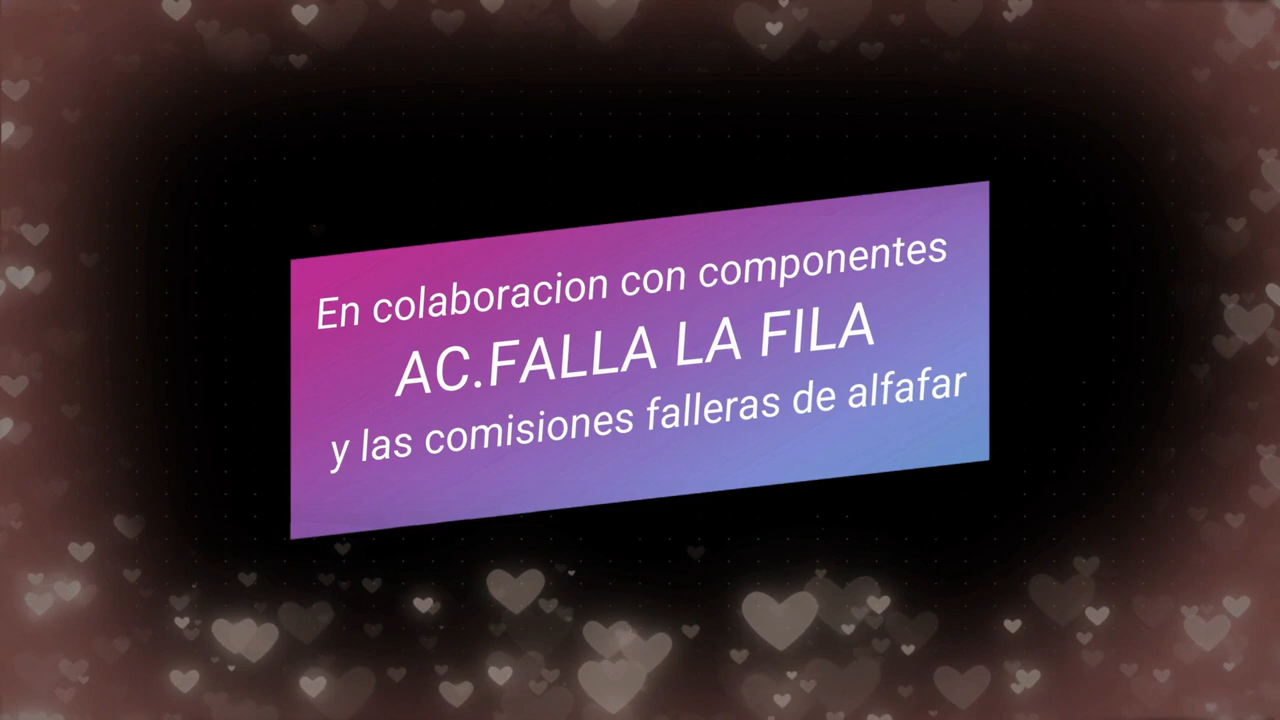 En colaboracion con componentes
AC.FALLA LA FILA
y las comisiones falleras de alfafar